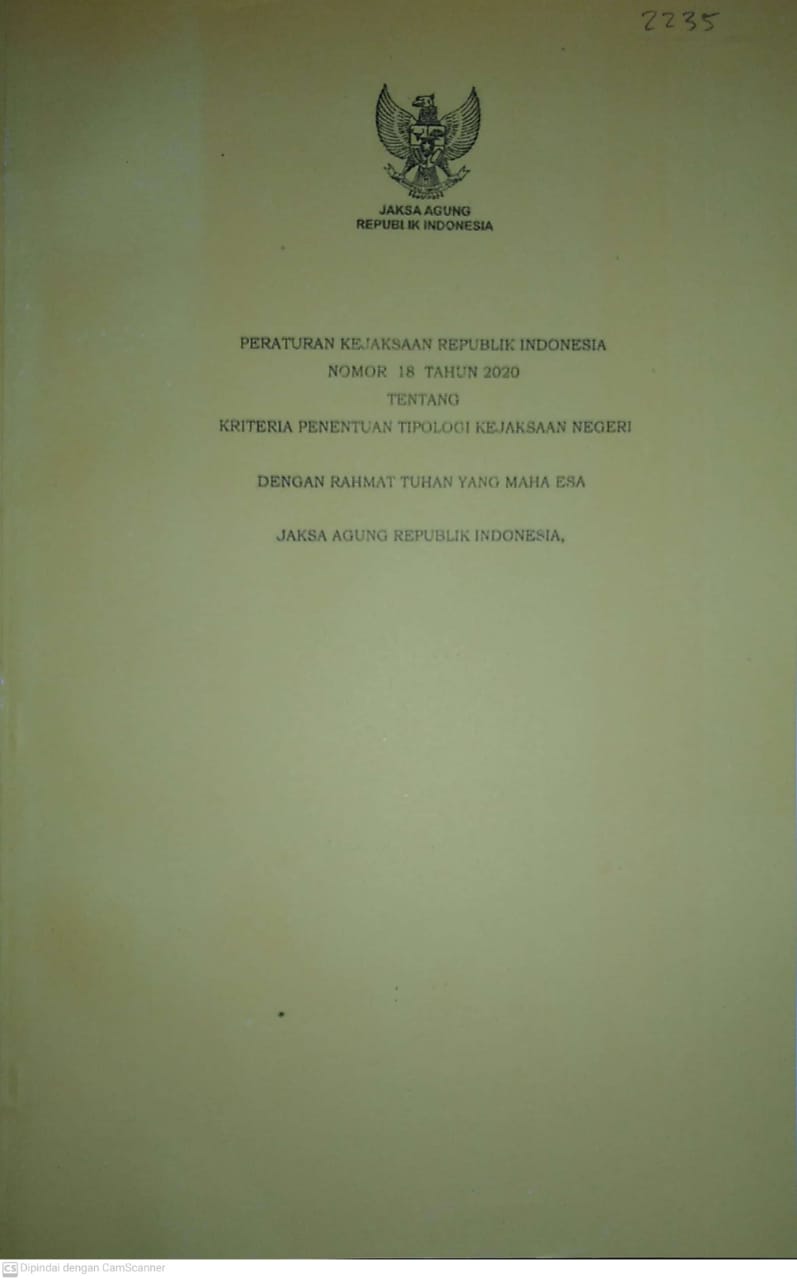 2235
JAKSA AGUNG
REPUBLIK INDONESIA
PERATURAN KEJAKSAAN REPUBLIK INDONESIA
NOMOR 18 TAHUN 2020
TENTANG
KRITERIA PENENTUAN TIPOLOGI KEJAKSAAN NEGERI
DENGAN RAHMAT TUHAN YANG MAHA ESA
JAKSA AGUNG REPUBLIK INDONESIA,
CS Dipindai dengan CamScanner